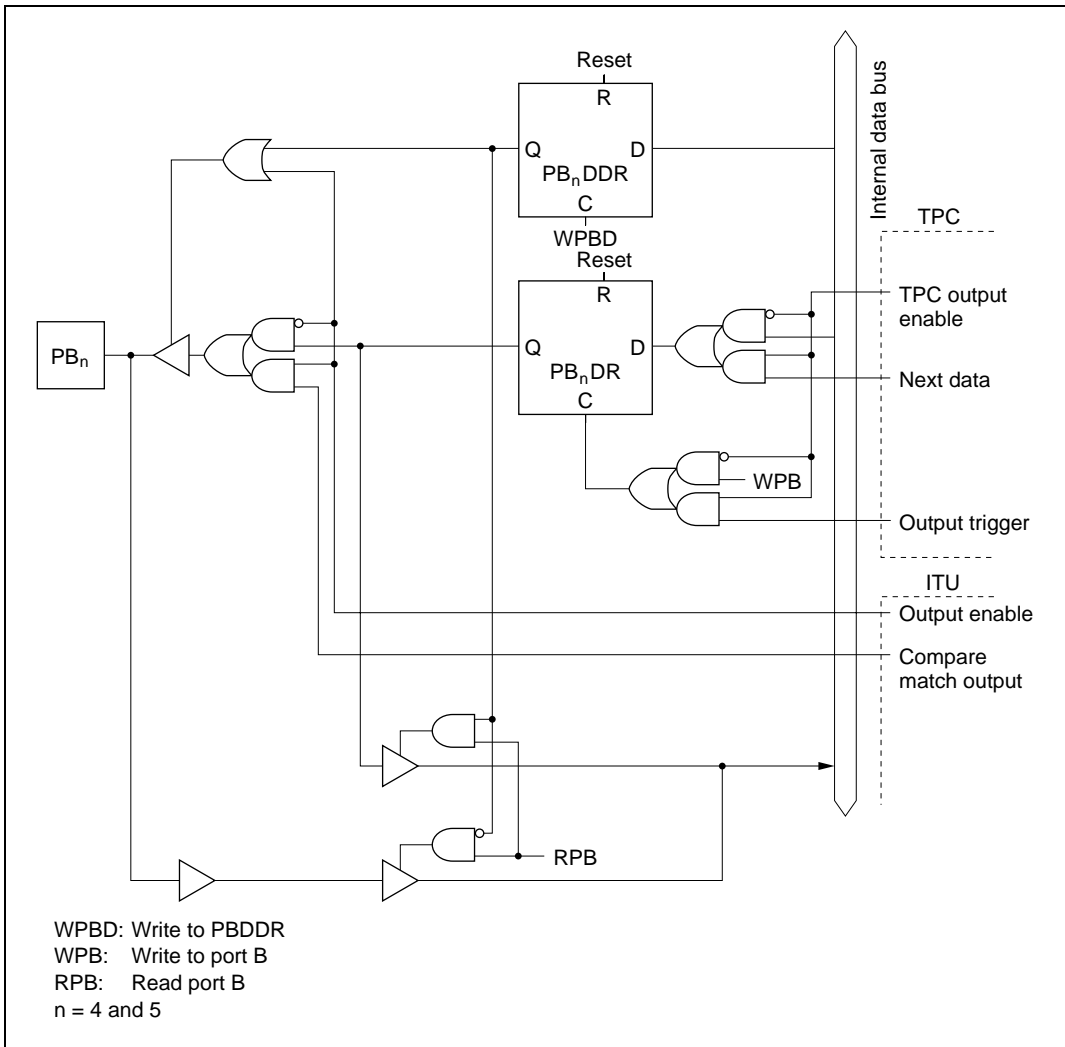 Reset
R
Q
D
PBnDDR
C
WPBD
Internal data bus
TPC
Reset
R
TPC output
enable
Q
D
PBn
PBnDR
C
Next data
WPB
Output trigger
ITU
Output enable
Compare
match output
RPB
WPBD: Write to PBDDR
WPB: Write to port B
RPB: Read port B
n = 4 and 5